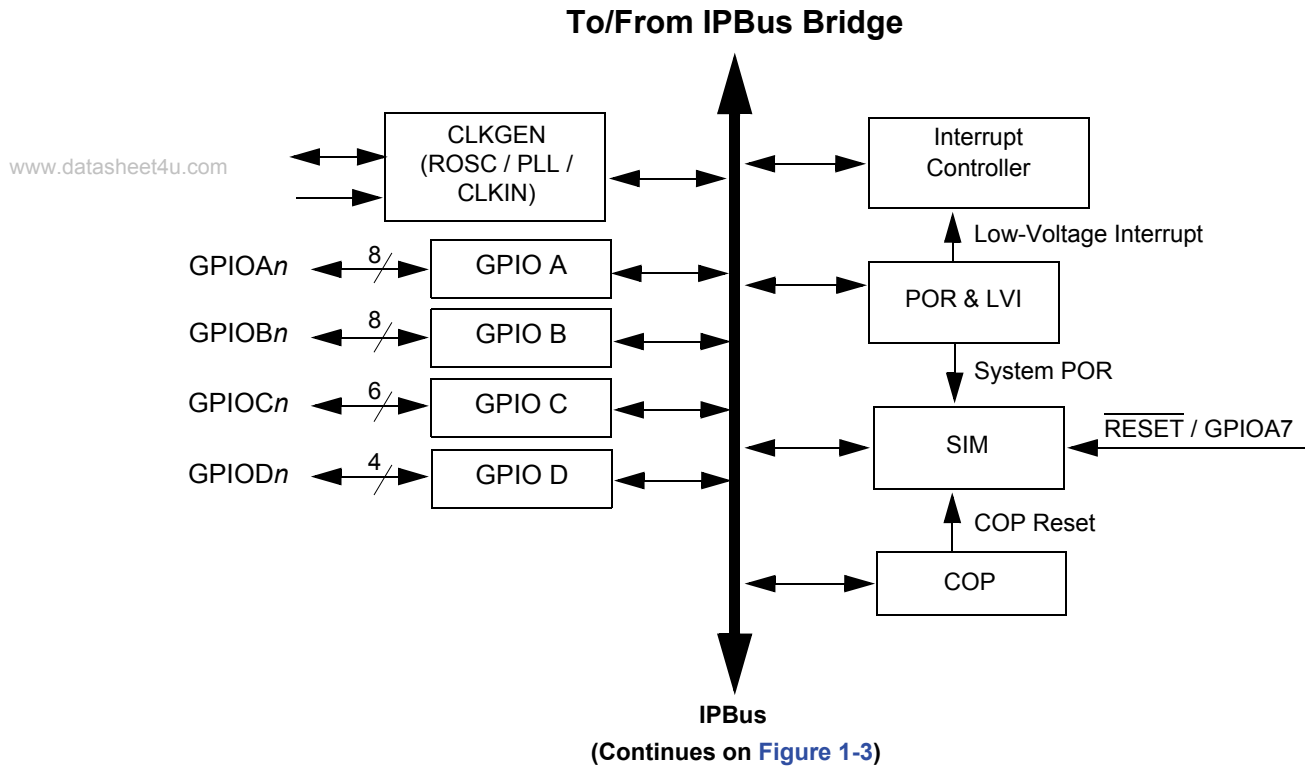 To/From IPBus Bridge
www.datasheet4u.com
CLKGEN
(ROSC / PLL /
CLKIN)
GPIOAn
8
GPIO A
GPIOBn
8
GPIO B
GPIOCn
6
GPIO C
GPIODn
4
GPIO D
Interrupt
Controller
Low-Voltage Interrupt
POR & LVI
System POR
SIM
RESET / GPIOA7
COP Reset
COP
IPBus
(Continues on Figure 1-3)